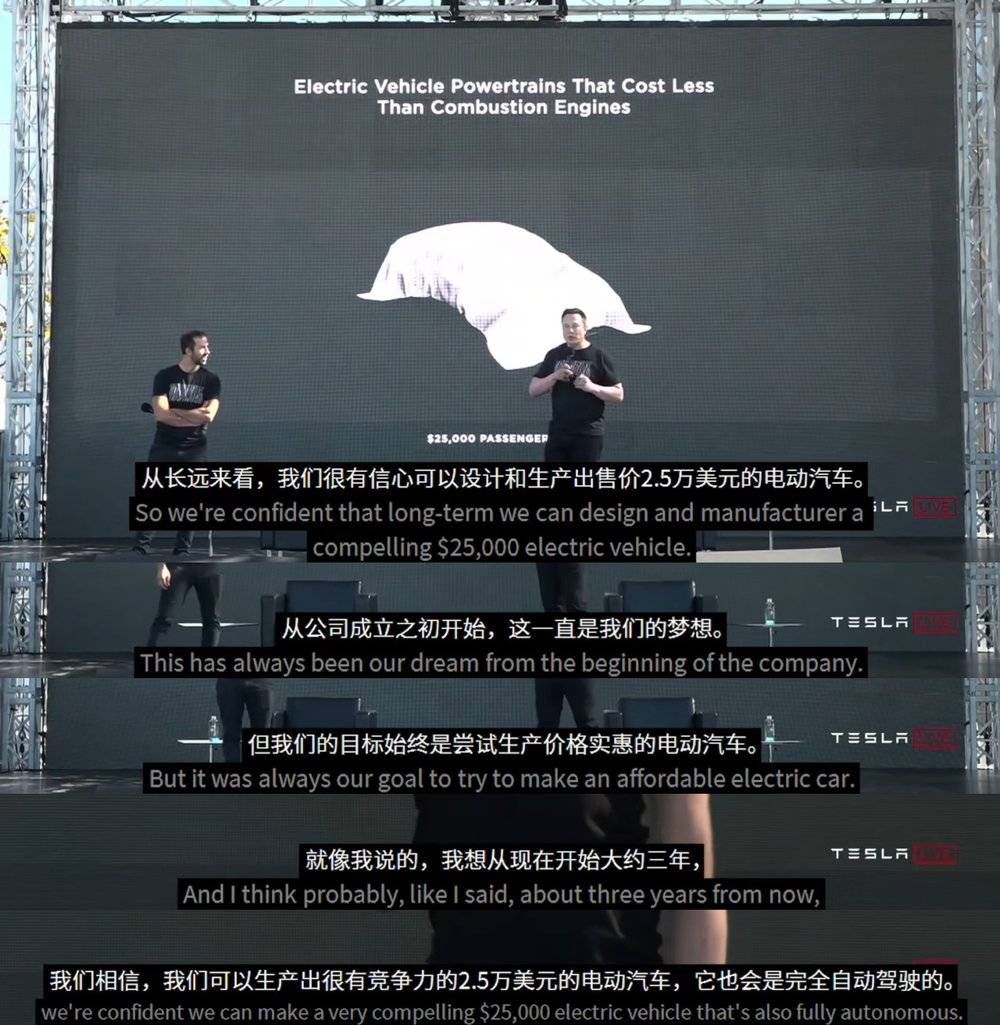 Electric Vehicle Powertrains That Cost Less
Than Combustion Engines
$25,000 PASSENGER
从长远来看，我们很有信心可以设计和生产出售价2.5万美元的电动汽车。
LIVE
So we're confident that long-term we can design and manufacturer a
compelling $25,000 electric vehicle.
从公司成立之初开始，这一直是我们的梦想。
TESLA LIVE
This has always been our dream from the beginning of the company.
但我们的目标始终是尝试生产价格实惠的电动汽车。
TESLA LIVE
But it was always our goal to try to make an affordable electric car.
就像我说的，我想从现在开始大约三年，
TESLA LIVE
And I think probably, like I said, about three years from now,
我们相信，我们可以生产出很有竞争力的2.5万美元的电动汽车，它也会是完全自动驾驶的。
we're confident we can make a very compelling $25,000 electric vehicle that's also fully autonomous.